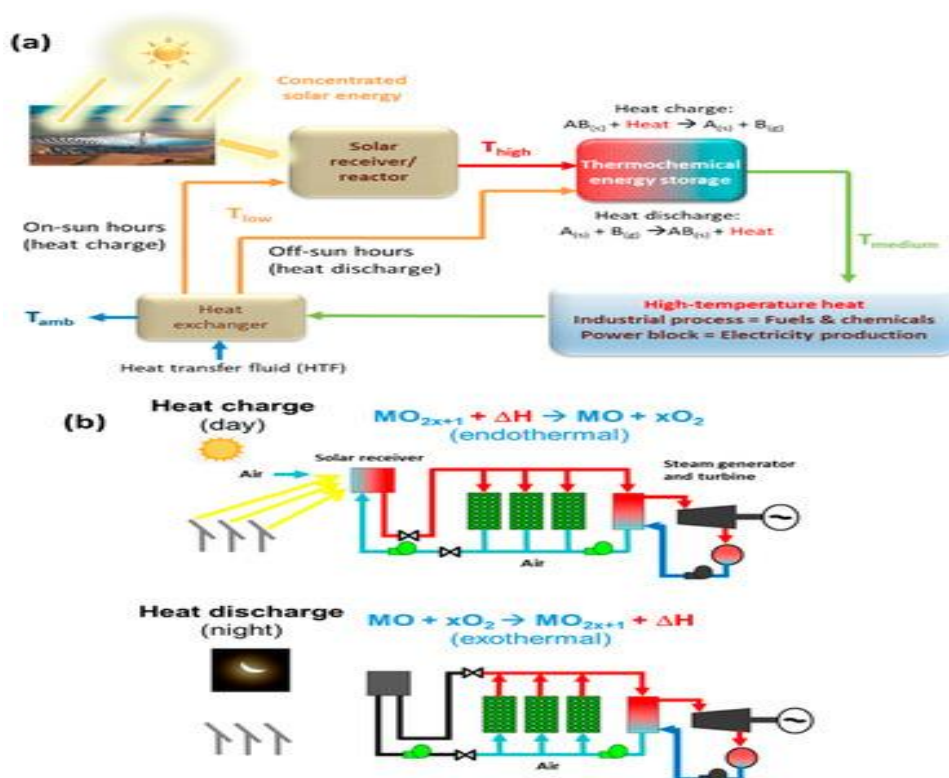 (a)
Concentrated
solar energy
Heat charge:
AB(s) + Heat → A(s) + B(g)
Solar
receiver/
reactor
Thigh
Thermochemical
energy storage
Tlow
On-sun hours
(heat charge)
Off-sun hours
(heat discharge)
Heat discharge:
A(s) + B(g) →AB(s) + Heat
Tmedium
Heat
exchanger
Tamb
High-temperature heat
Industrial process = Fuels & chemicals
Power block = Electricity production
Heat transfer fluid (HTF)
(b)
Heat charge
(day)
MO2x+1 + ΔH → MO + xO2
(endothermal)
Solar receiver
Air
Steam generator
and turbine
Air
Heat discharge
(night)
MO + xO2 → MO2x+1 + ΔH
(exothermal)
Air